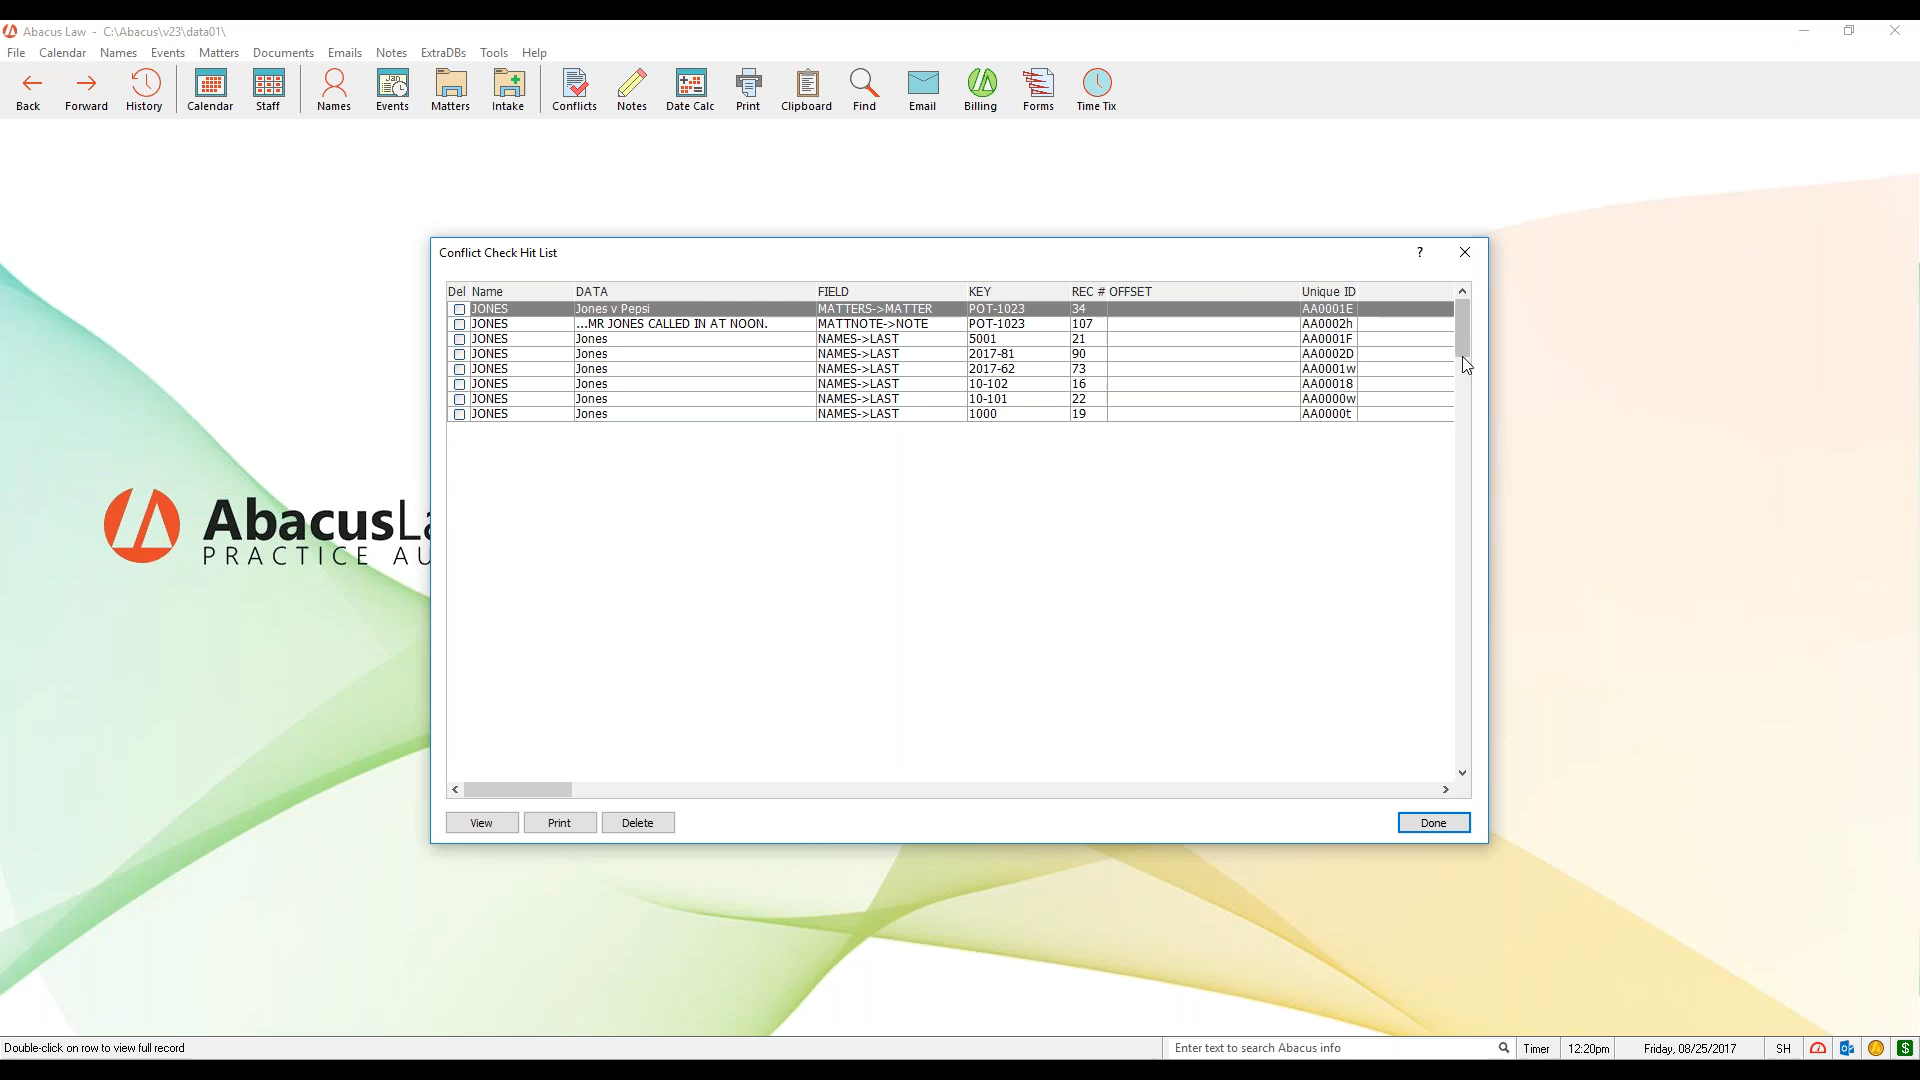 Abacus Law - C:\Abacus\v23\data01\
File Calendar Names Events Matters Documents Emails Notes ExtraDBs Tools Help
Back Forward History Calendar Staff Names Events Matters Intake Conflicts Notes Date Calc Print Clipboard Find Email Billing Forms Time Tix
Conflict Check Hit List
Del Name DATA FIELD KEY REC # OFFSET Unique ID
JONES Jones v Pepsi MATTERS->MATTER POT-1023 34 AA0001E
JONES ...MR JONES CALLED IN AT NOON. MATTNOTE->NOTE POT-1023 107 AA0002h
JONES Jones NAMES->LAST 5001 21 AA0001F
JONES Jones NAMES->LAST 2017-81 90 AA0002D
JONES Jones NAMES->LAST 2017-62 73 AA0001w
JONES Jones NAMES->LAST 10-102 16 AA00018
JONES Jones NAMES->LAST 10-101 22 AA0000w
JONES Jones NAMES->LAST 1000 19 AA0000t
AbacusLa
PRACTICE AU
View Print Delete Done
Double-click on row to view full record Enter text to search Abacus info Timer 12:20pm Friday, 08/25/2017 SH